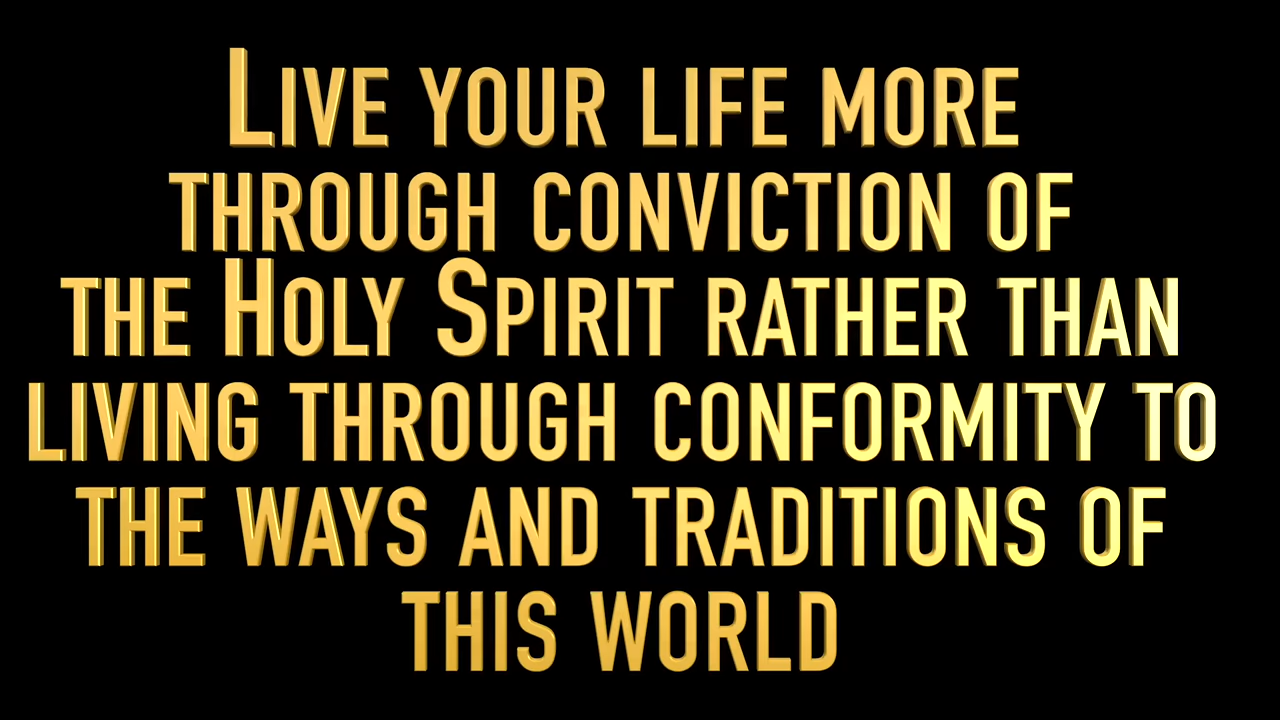 Live your life more
through conviction of
the Holy Spirit rather than
living through conformity to
the ways and traditions of
this world